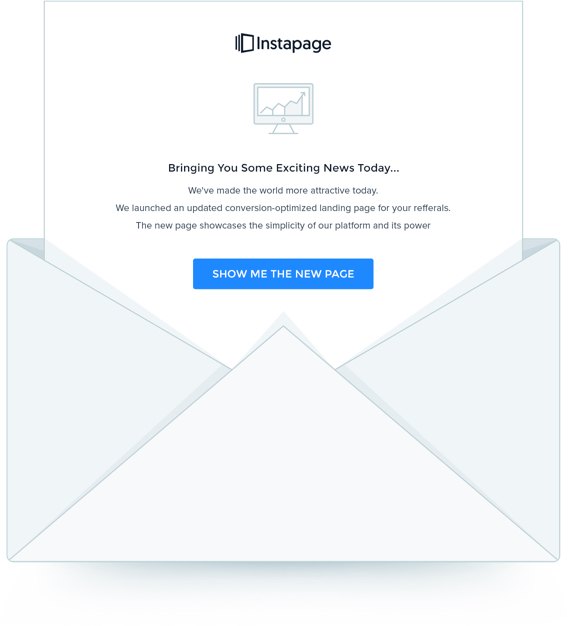 Instapage
Bringing You Some Exciting News Today...
We've made the world more attractive today.
We launched an updated conversion-optimized landing page for your refferals.
The new page showcases the simplicity of our platform and its power
SHOW ME THE NEW PAGE